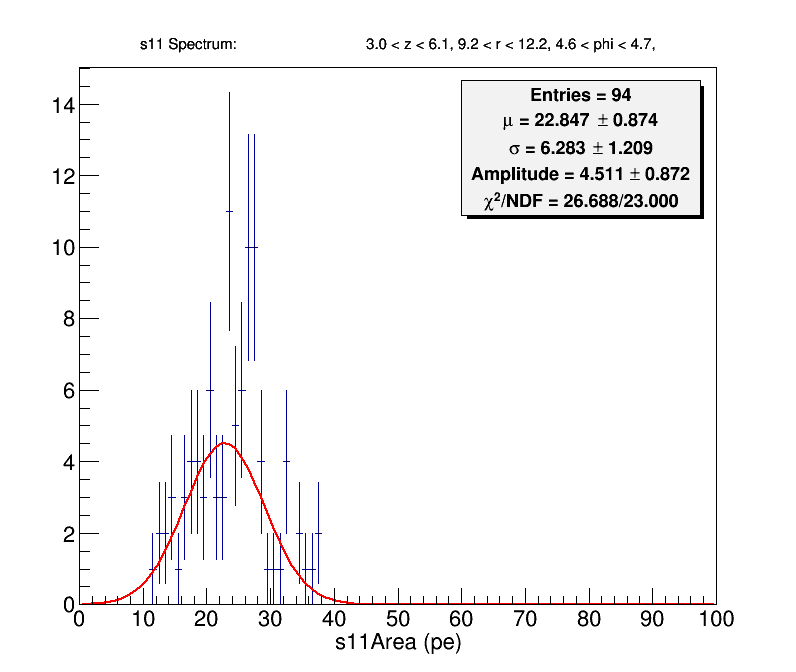 s11 Spectrum: 3.0 < z < 6.1, 9.2 < r < 12.2, 4.6 < phi < 4.7,
Entries = 94
μ = 22.847 ± 0.874
σ = 6.283 ± 1.209
Amplitude = 4.511 ± 0.872
χ²/NDF = 26.688/23.000
14
12
10
8
6
4
2
0
0 10 20 30 40 50 60 70 80 90 100
s11Area (pe)